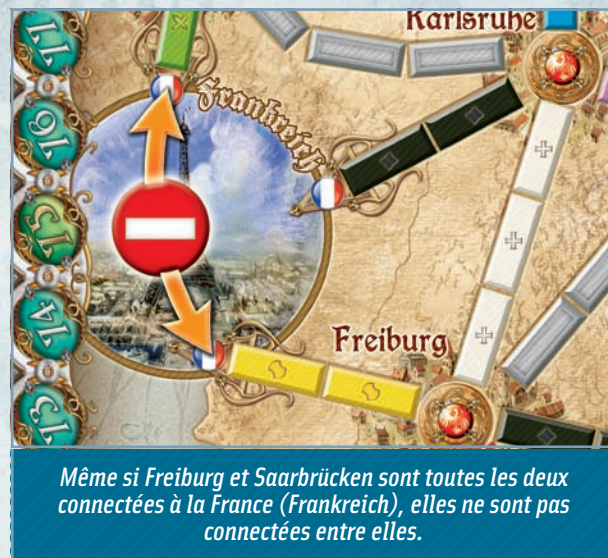 Karlsruhe
Frankreich
17
16
15
14
13
Freiburg
Même si Freiburg et Saarbrücken sont toutes les deux
connectées à la France (Frankreich), elles ne sont pas
connectées entre elles.